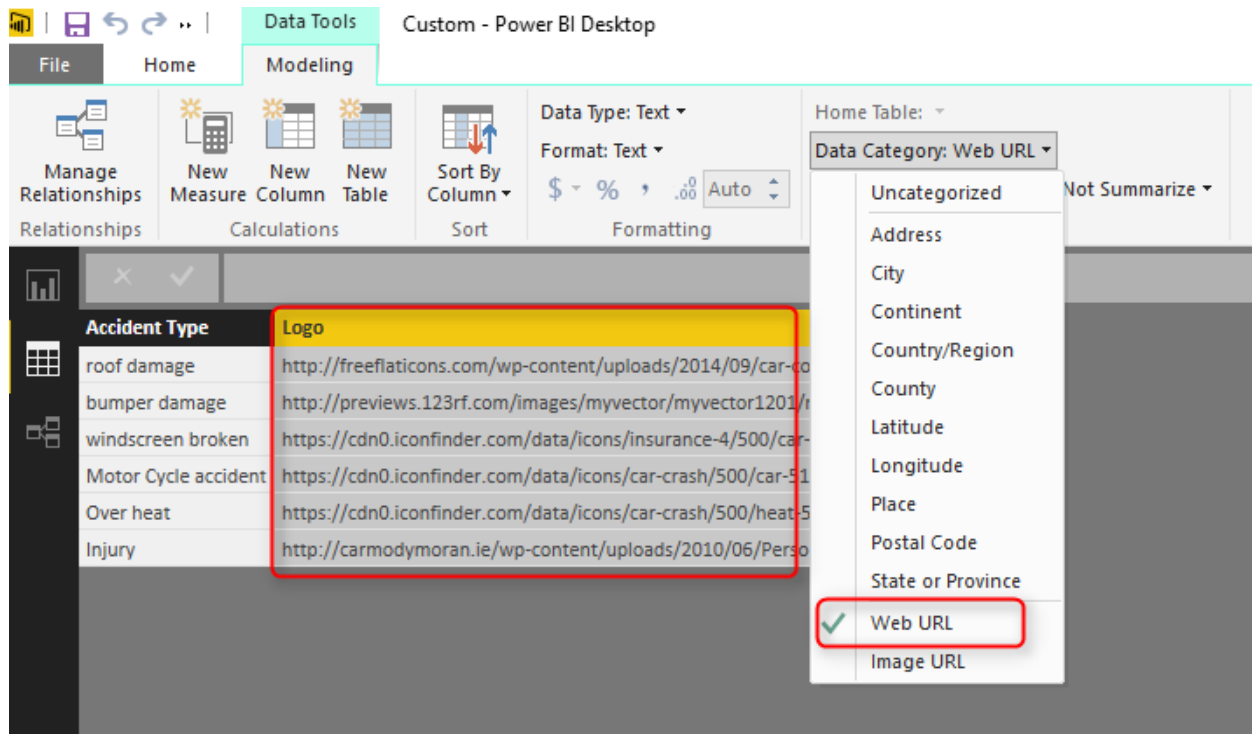 Data Tools
Custom - Power BI Desktop
File
Home
Modeling
Manage Relationships
New Measure
New Column
New Table
Sort By Column
Data Type: Text
Format: Text
$ % , .00 Auto
Home Table:
Data Category: Web URL
Not Summarize
Relationships
Calculations
Sort
Formatting
Uncategorized
Address
City
Continent
Country/Region
County
Latitude
Longitude
Place
Postal Code
State or Province
Web URL
Image URL
Accident Type Logo
roof damage http://freeflaticons.com/wp-content/uploads/2014/09/car-co
bumper damage http://previews.123rf.com/images/myvector/myvector1201/
windscreen broken https://cdn0.iconfinder.com/data/icons/insurance-4/500/car-
Motor Cycle accident https://cdn0.iconfinder.com/data/icons/car-crash/500/car-51
Over heat https://cdn0.iconfinder.com/data/icons/car-crash/500/heat-5
Injury http://carmodymoran.ie/wp-content/uploads/2010/06/Perso